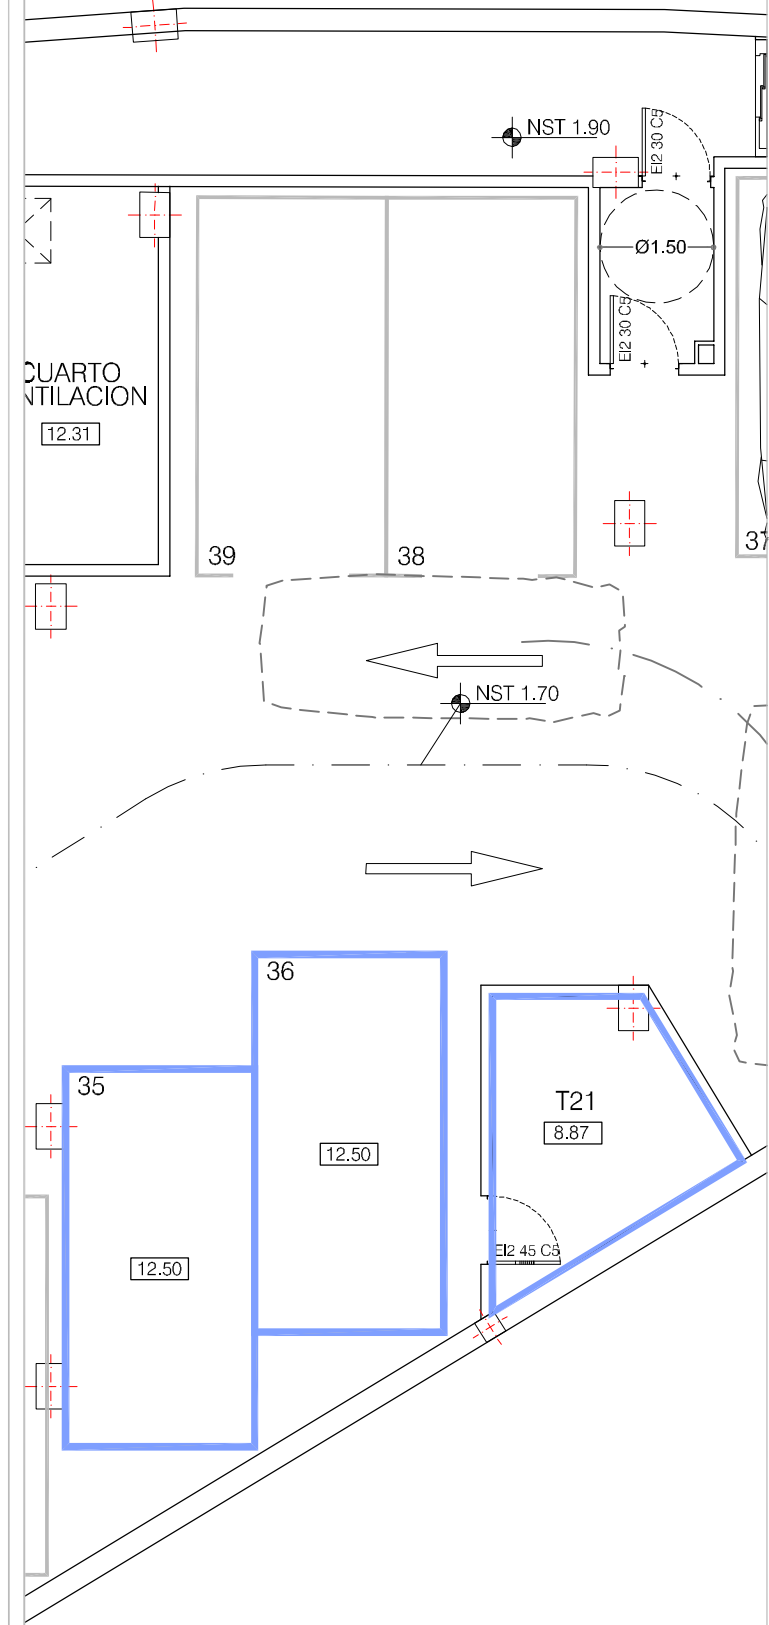 NST 1.90
EI2 30 C5
Ø1.50
EI2 30 C5
CUARTO
NTILACION
12.31
39
38
37
NST 1.70
36
35
T21
8.87
12.50
EI2 45 C5
12.50